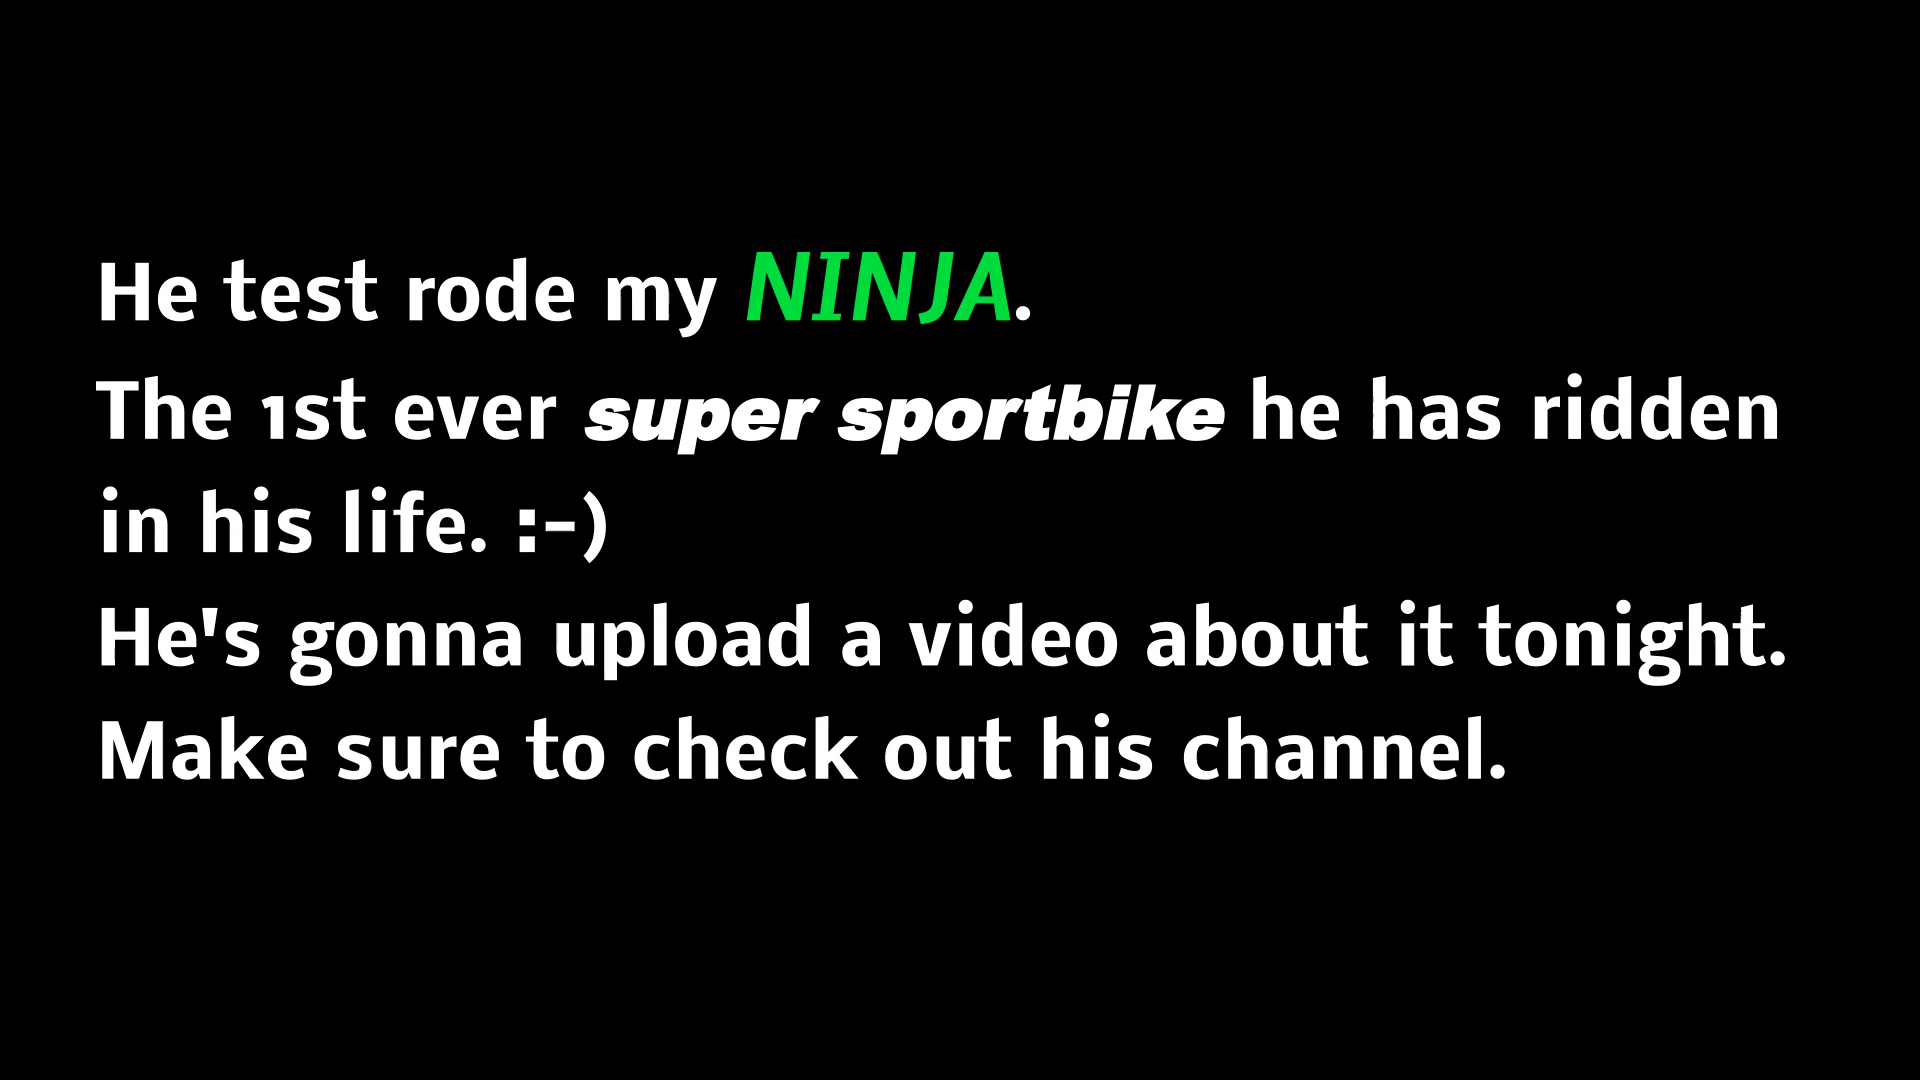 He test rode my NINJA.
The 1st ever super sportbike he has ridden
in his life. :-)
He's gonna upload a video about it tonight.
Make sure to check out his channel.